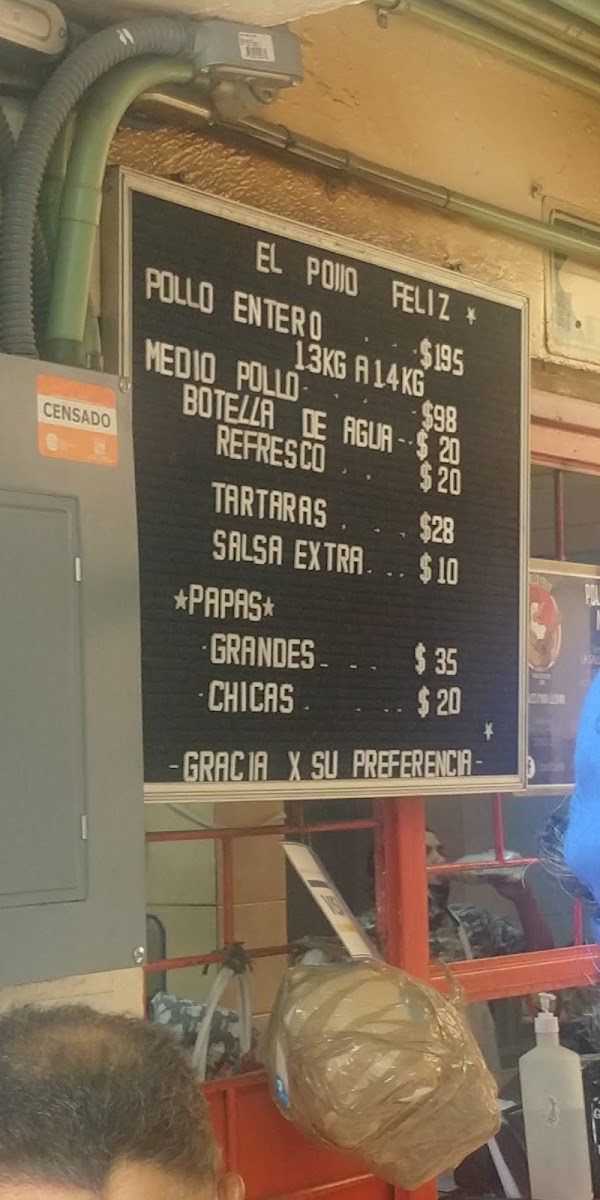 EL POLLO FELIZ ★
POLLO ENTERO . . $195
1.3KG A 1.4KG
MEDIO POLLO - - - $98
BOTELLA DE AGUA -- $ 20
REFRESCO . . $20
TARTARAS . . . $28
SALSA EXTRA . . . $10
★PAPAS★
·GRANDES - - - $ 35
·CHICAS . . . . $ 20
★
-GRACIA X SU PREFERENCIA-
CENSADO